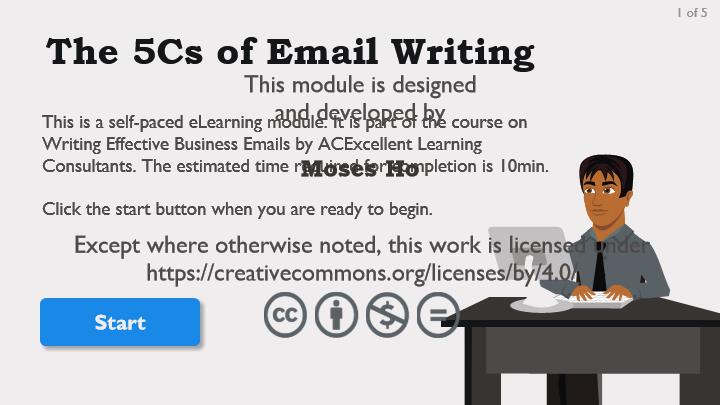 1 of 5
The 5Cs of Email Writing
This module is designed
and developed by
This is a self-paced eLearning module. It is part of the course on
Writing Effective Business Emails by ACExcellent Learning
Consultants. The estimated time required for completion is 10min.
Moses Ho
Click the start button when you are ready to begin.
Except where otherwise noted, this work is licensed under
https://creativecommons.org/licenses/by/4.0/
Start
cc